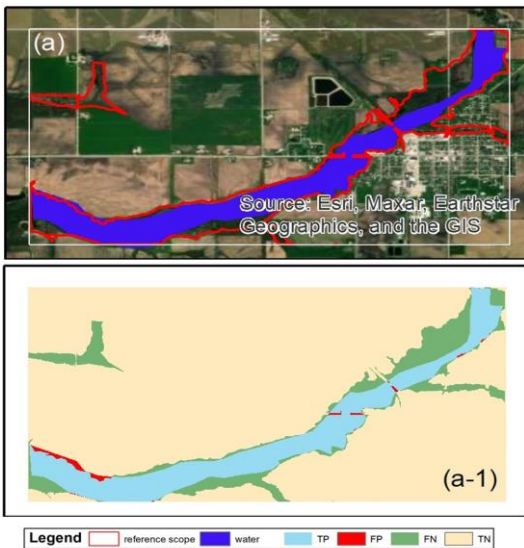 (a)
Source: Esri, Maxar, Earthstar
Geographics, and the GIS
(a-1)
Legend reference scope water TP FP FN TN